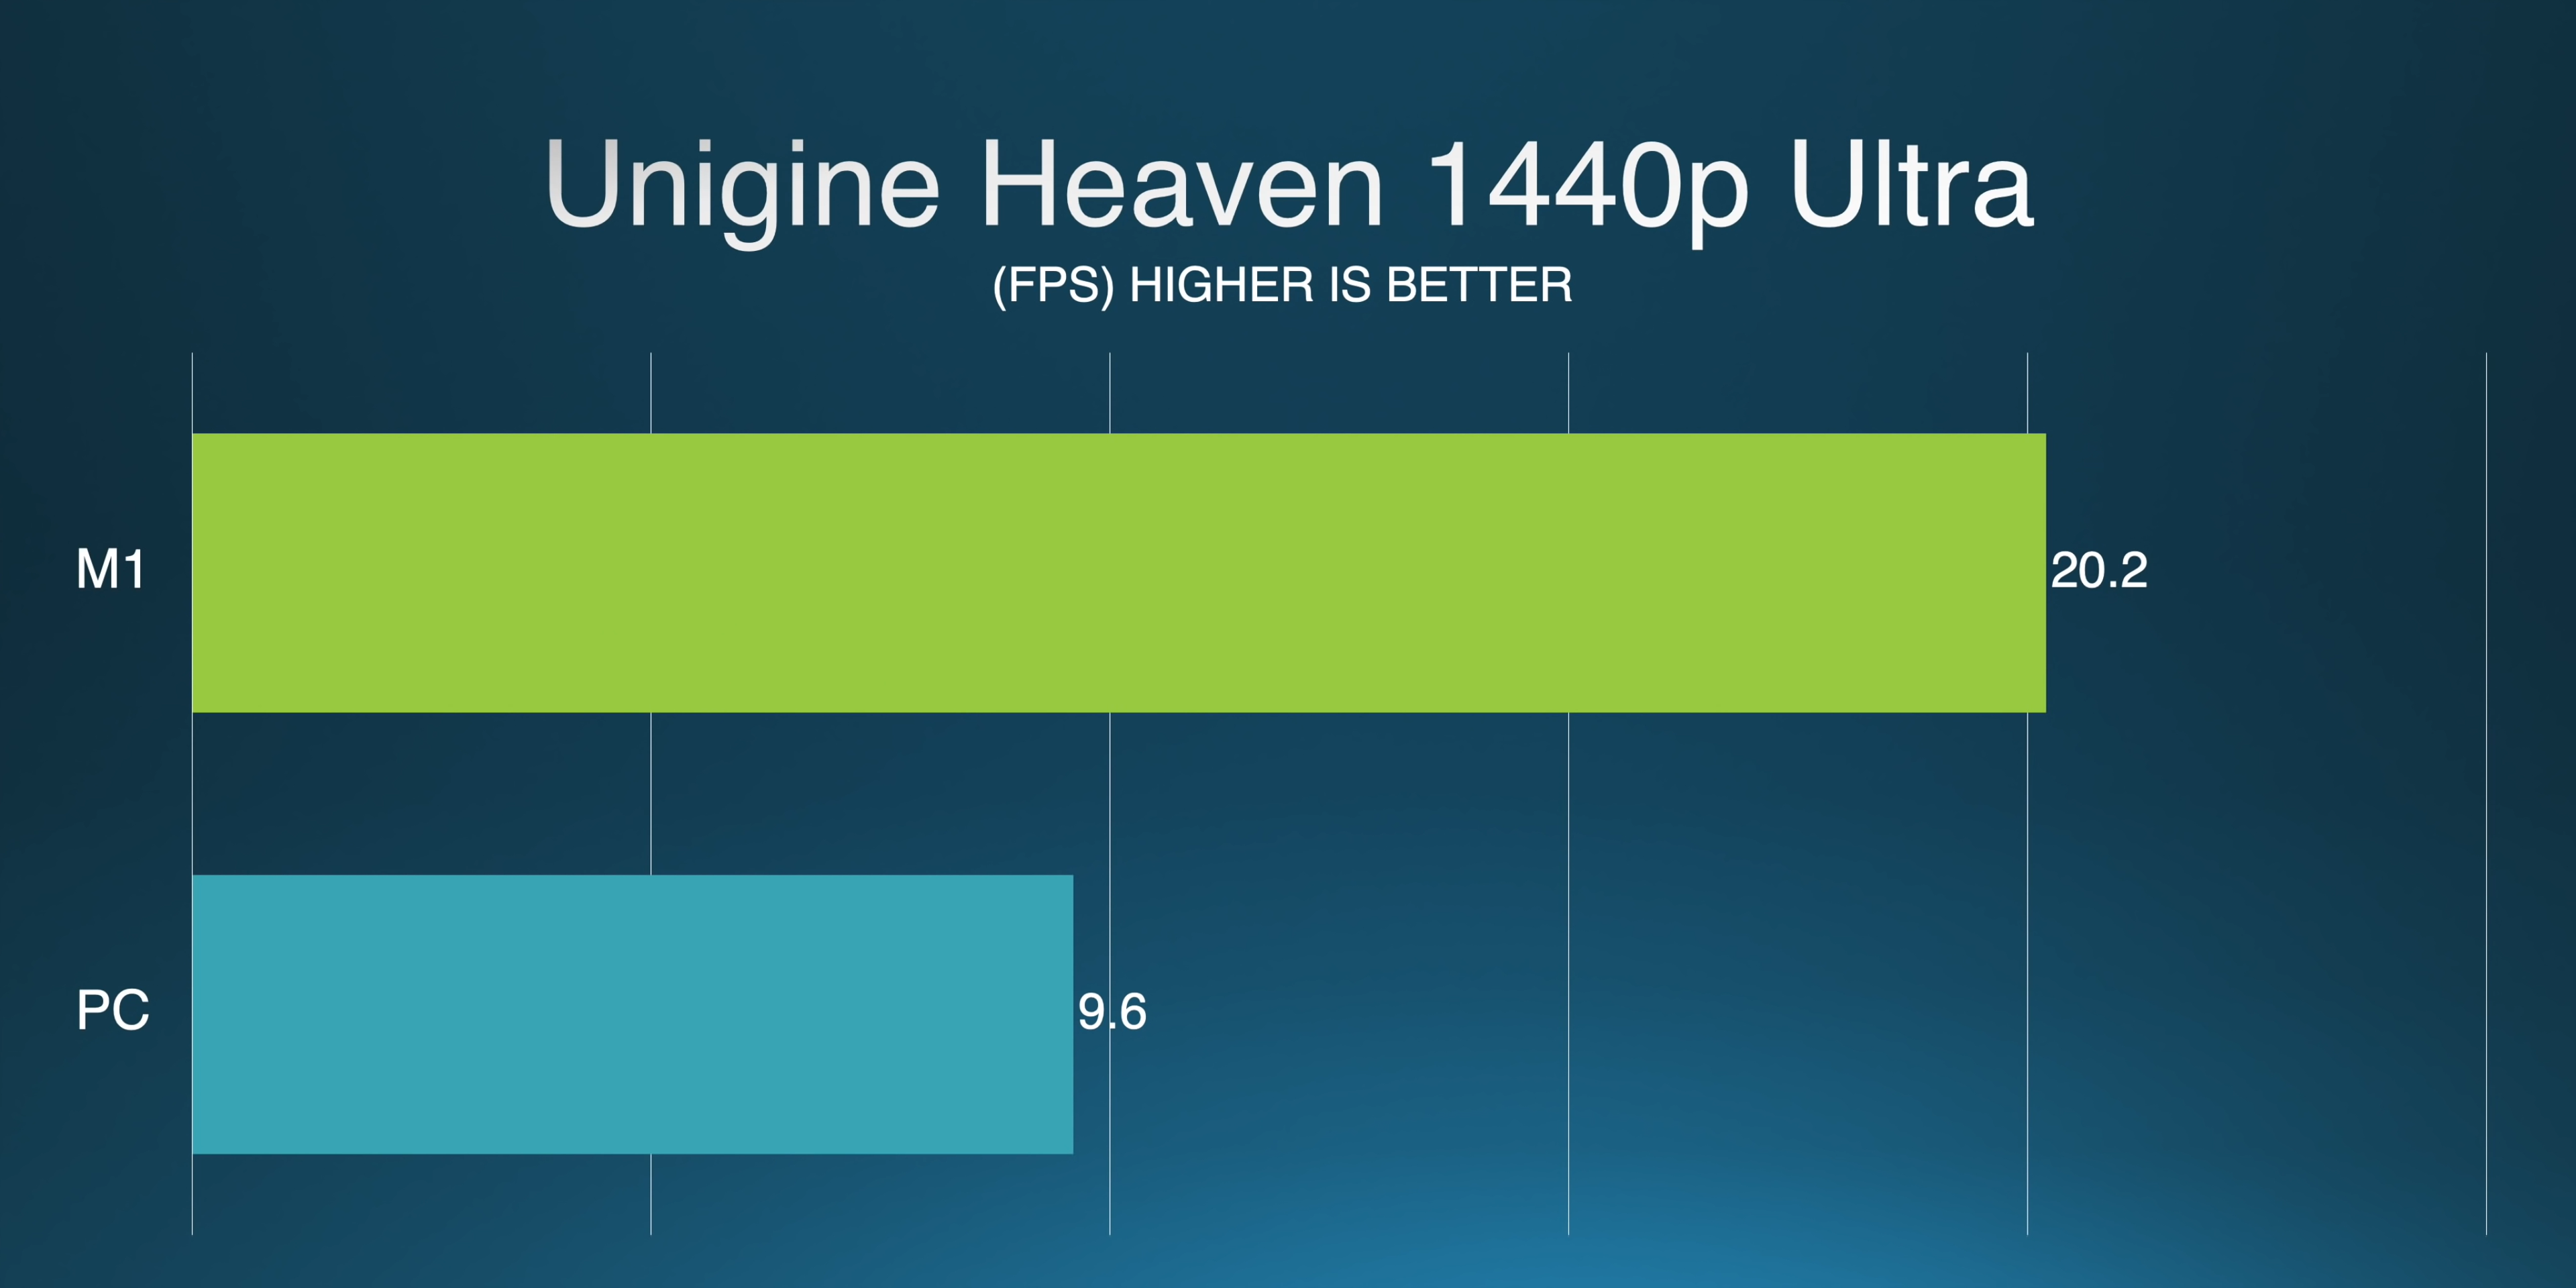 Unigine Heaven 1440p Ultra
(FPS) HIGHER IS BETTER
M1
20.2
PC
9.6